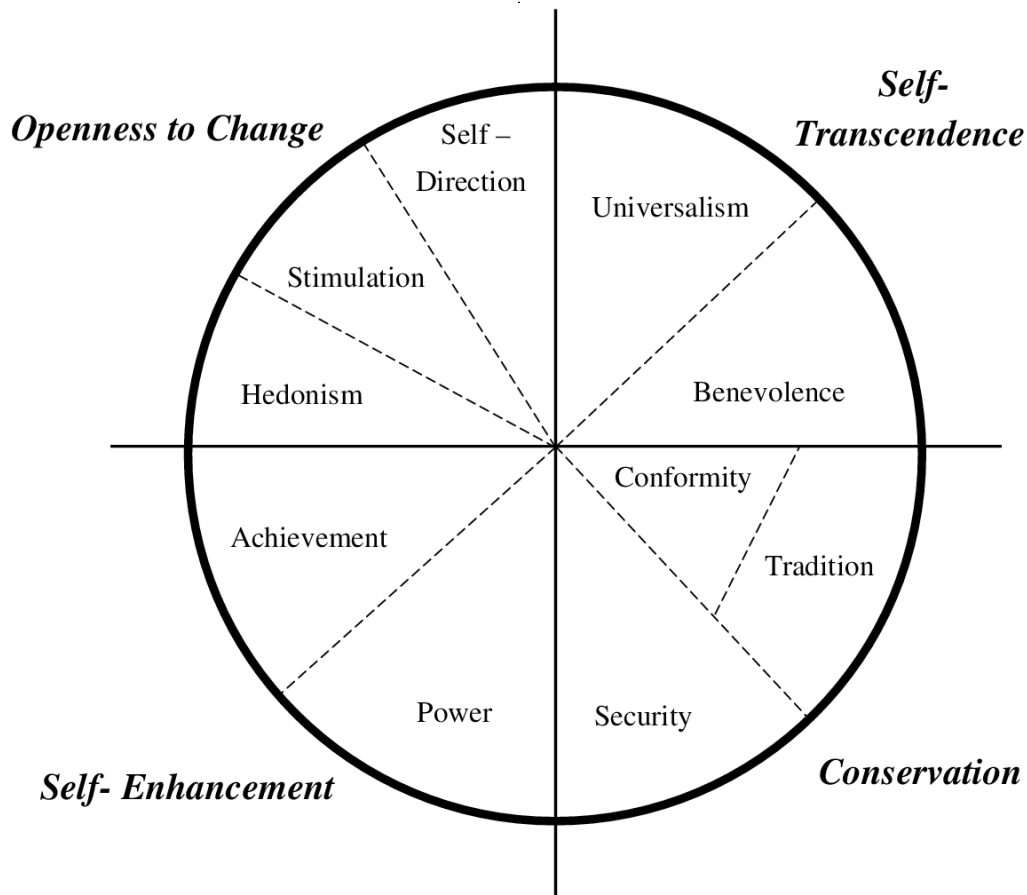 Self-
Transcendence
Openness to Change
Self –
Direction
Universalism
Stimulation
Hedonism
Benevolence
Conformity
Achievement
Tradition
Power
Security
Self- Enhancement
Conservation